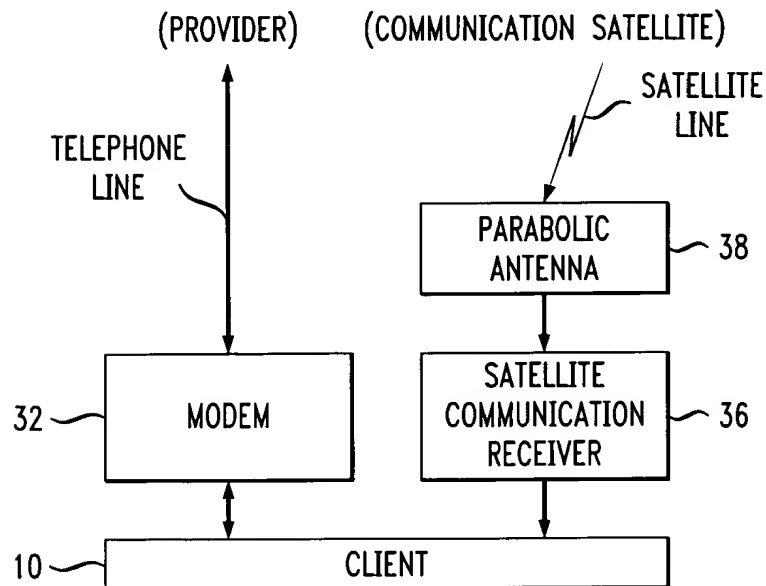 (PROVIDER)
(COMMUNICATION SATELLITE)
SATELLITE
LINE
TELEPHONE
LINE
PARABOLIC
ANTENNA
38
32
MODEM
SATELLITE
COMMUNICATION
RECEIVER
36
10
CLIENT